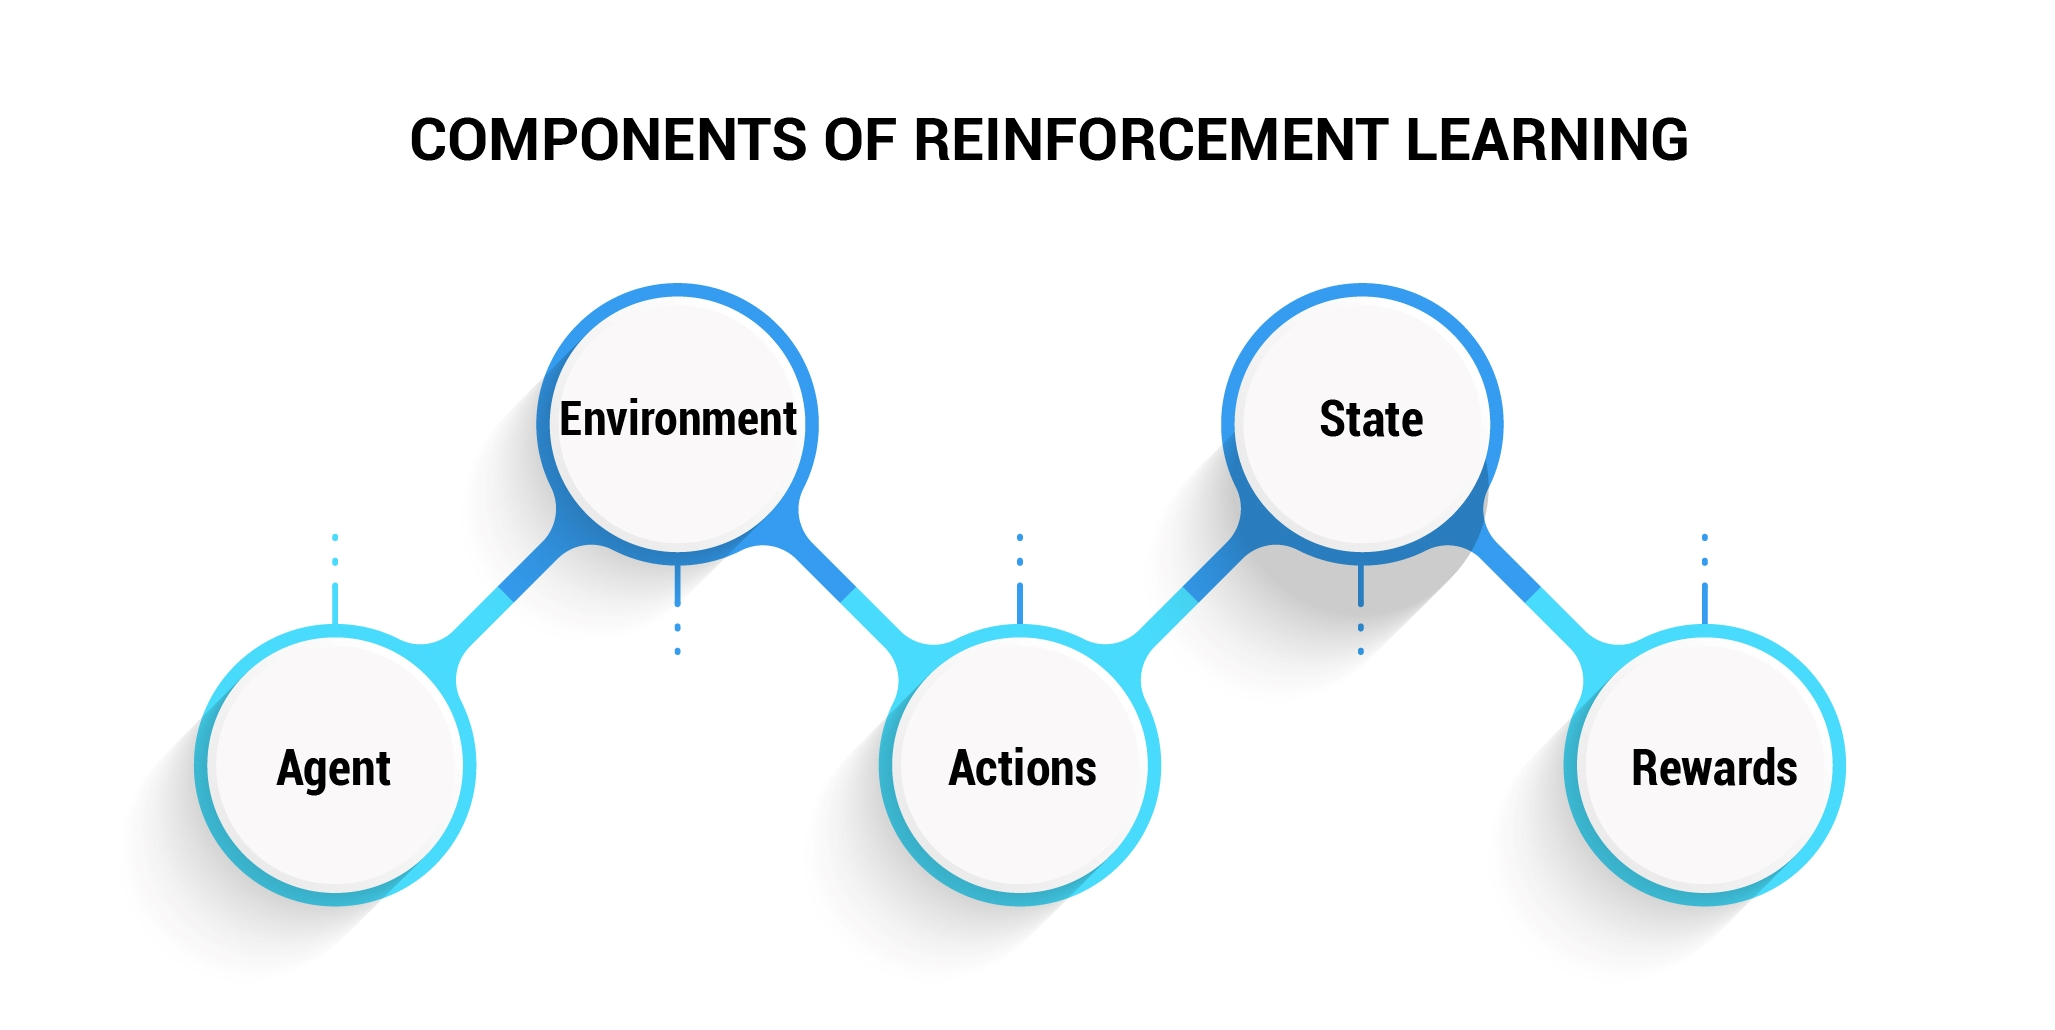 COMPONENTS OF REINFORCEMENT LEARNING
Environment
State
Agent
Actions
Rewards